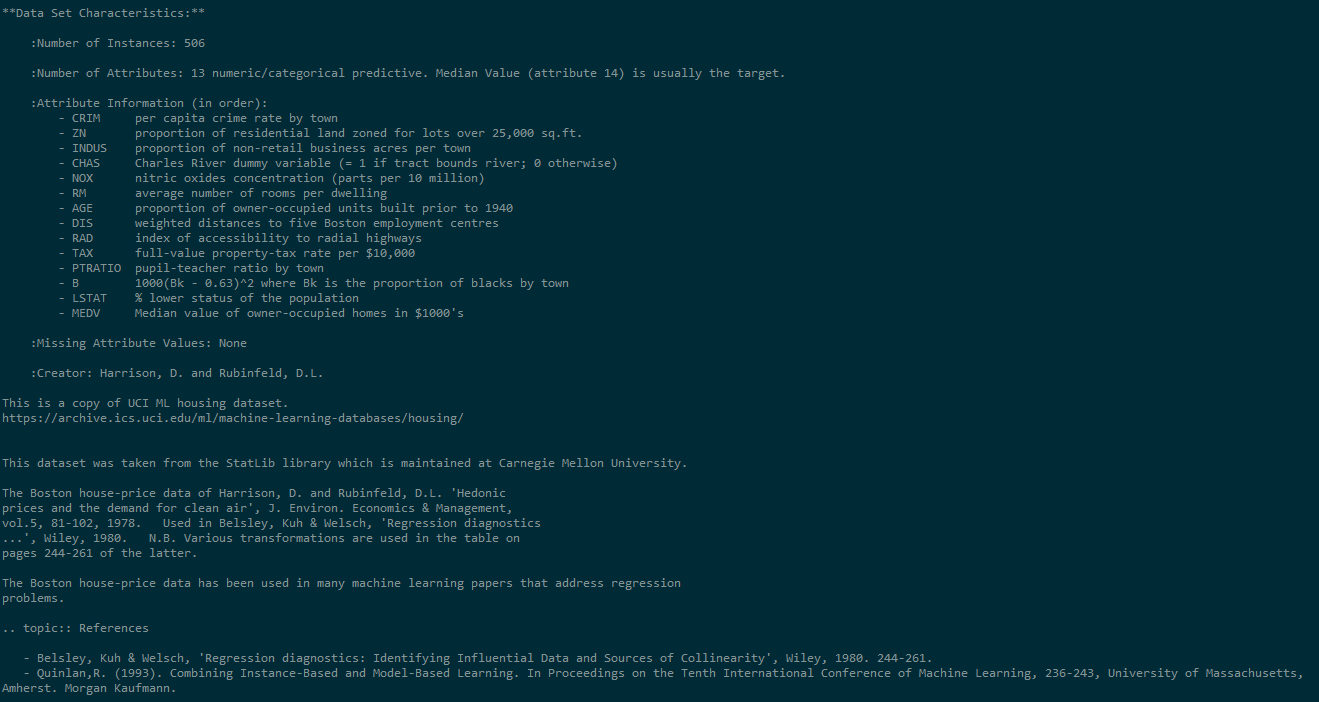 **Data Set Characteristics:**
:Number of Instances: 506
:Number of Attributes: 13 numeric/categorical predictive. Median Value (attribute 14) is usually the target.
:Attribute Information (in order):
- CRIM     per capita crime rate by town
- ZN       proportion of residential land zoned for lots over 25,000 sq.ft.
- INDUS    proportion of non-retail business acres per town
- CHAS     Charles River dummy variable (= 1 if tract bounds river; 0 otherwise)
- NOX      nitric oxides concentration (parts per 10 million)
- RM       average number of rooms per dwelling
- AGE      proportion of owner-occupied units built prior to 1940
- DIS      weighted distances to five Boston employment centres
- RAD      index of accessibility to radial highways
- TAX      full-value property-tax rate per $10,000
- PTRATIO  pupil-teacher ratio by town
- B        1000(Bk - 0.63)^2 where Bk is the proportion of blacks by town
- LSTAT    % lower status of the population
- MEDV     Median value of owner-occupied homes in $1000's
:Missing Attribute Values: None
:Creator: Harrison, D. and Rubinfeld, D.L.
This is a copy of UCI ML housing dataset.
https://archive.ics.uci.edu/ml/machine-learning-databases/housing/
This dataset was taken from the StatLib library which is maintained at Carnegie Mellon University.
The Boston house-price data of Harrison, D. and Rubinfeld, D.L. 'Hedonic
prices and the demand for clean air', J. Environ. Economics & Management,
vol.5, 81-102, 1978.   Used in Belsley, Kuh & Welsch, 'Regression diagnostics
...', Wiley, 1980.   N.B. Various transformations are used in the table on
pages 244-261 of the latter.
The Boston house-price data has been used in many machine learning papers that address regression
problems.
.. topic:: References
- Belsley, Kuh & Welsch, 'Regression diagnostics: Identifying Influential Data and Sources of Collinearity', Wiley, 1980. 244-261.
- Quinlan,R. (1993). Combining Instance-Based and Model-Based Learning. In Proceedings on the Tenth International Conference of Machine Learning, 236-243, University of Massachusetts,
Amherst. Morgan Kaufmann.